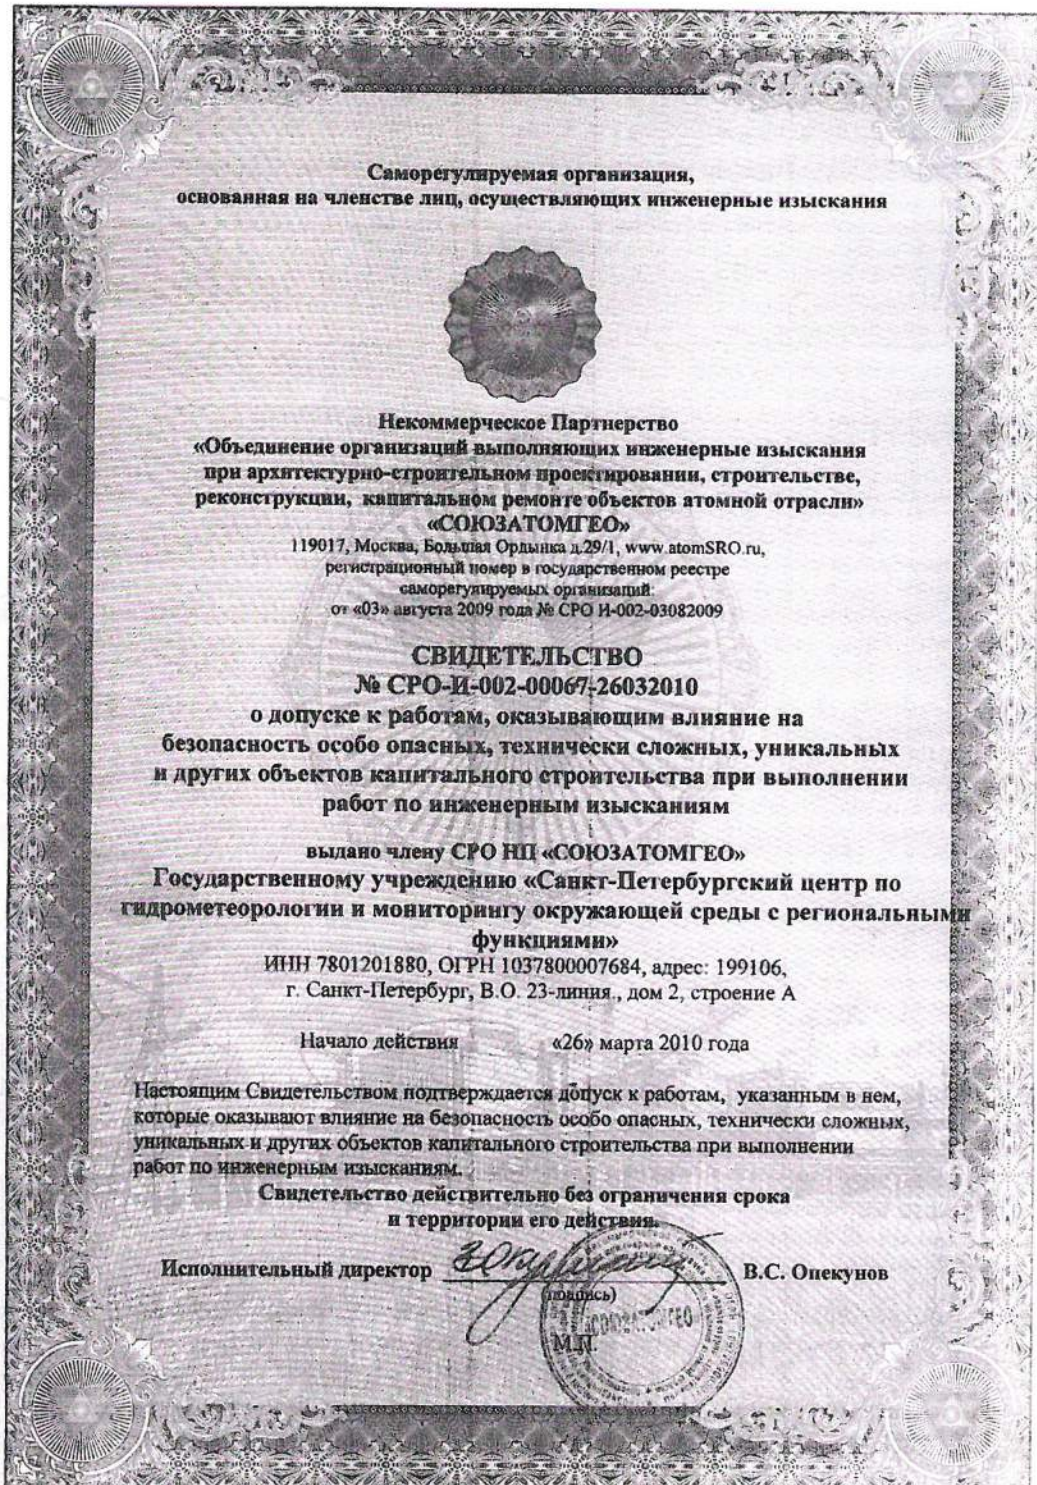 Саморегулируемая организация,
основанная на членстве лиц, осуществляющих инженерные изыскания
Некоммерческое Партнерство
«Объединение организаций выполняющих инженерные изыскания
при архитектурно-строительном проектировании, строительстве,
реконструкции, капитальном ремонте объектов атомной отрасли»
«СОЮЗАТОМГЕО»
119017, Москва, Большая Ордынка д.29/1, www.atomSRO.ru,
регистрационный номер в государственном реестре
саморегулируемых организаций:
от «03» августа 2009 года № СРО И-002-03082009
СВИДЕТЕЛЬСТВО
№ СРО-И-002-00067-26032010
о допуске к работам, оказывающим влияние на
безопасность особо опасных, технически сложных, уникальных
и других объектов капитального строительства при выполнении
работ по инженерным изысканиям
выдано члену СРО НП «СОЮЗАТОМГЕО»
Государственному учреждению «Санкт-Петербургский центр по
гидрометеорологии и мониторингу окружающей среды с региональными
функциями»
ИНН 7801201880, ОГРН 1037800007684, адрес: 199106,
г. Санкт-Петербург, В.О. 23-линия., дом 2, строение А
Начало действия «26» марта 2010 года
Настоящим Свидетельством подтверждается допуск к работам, указанным в нем,
которые оказывают влияние на безопасность особо опасных, технически сложных,
уникальных и других объектов капитального строительства при выполнении
работ по инженерным изысканиям.
Свидетельство действительно без ограничения срока
и территории его действия.
Исполнительный директор В.С. Опекунов
(подпись)
«СОЮЗАТОМГЕО»
М.П.